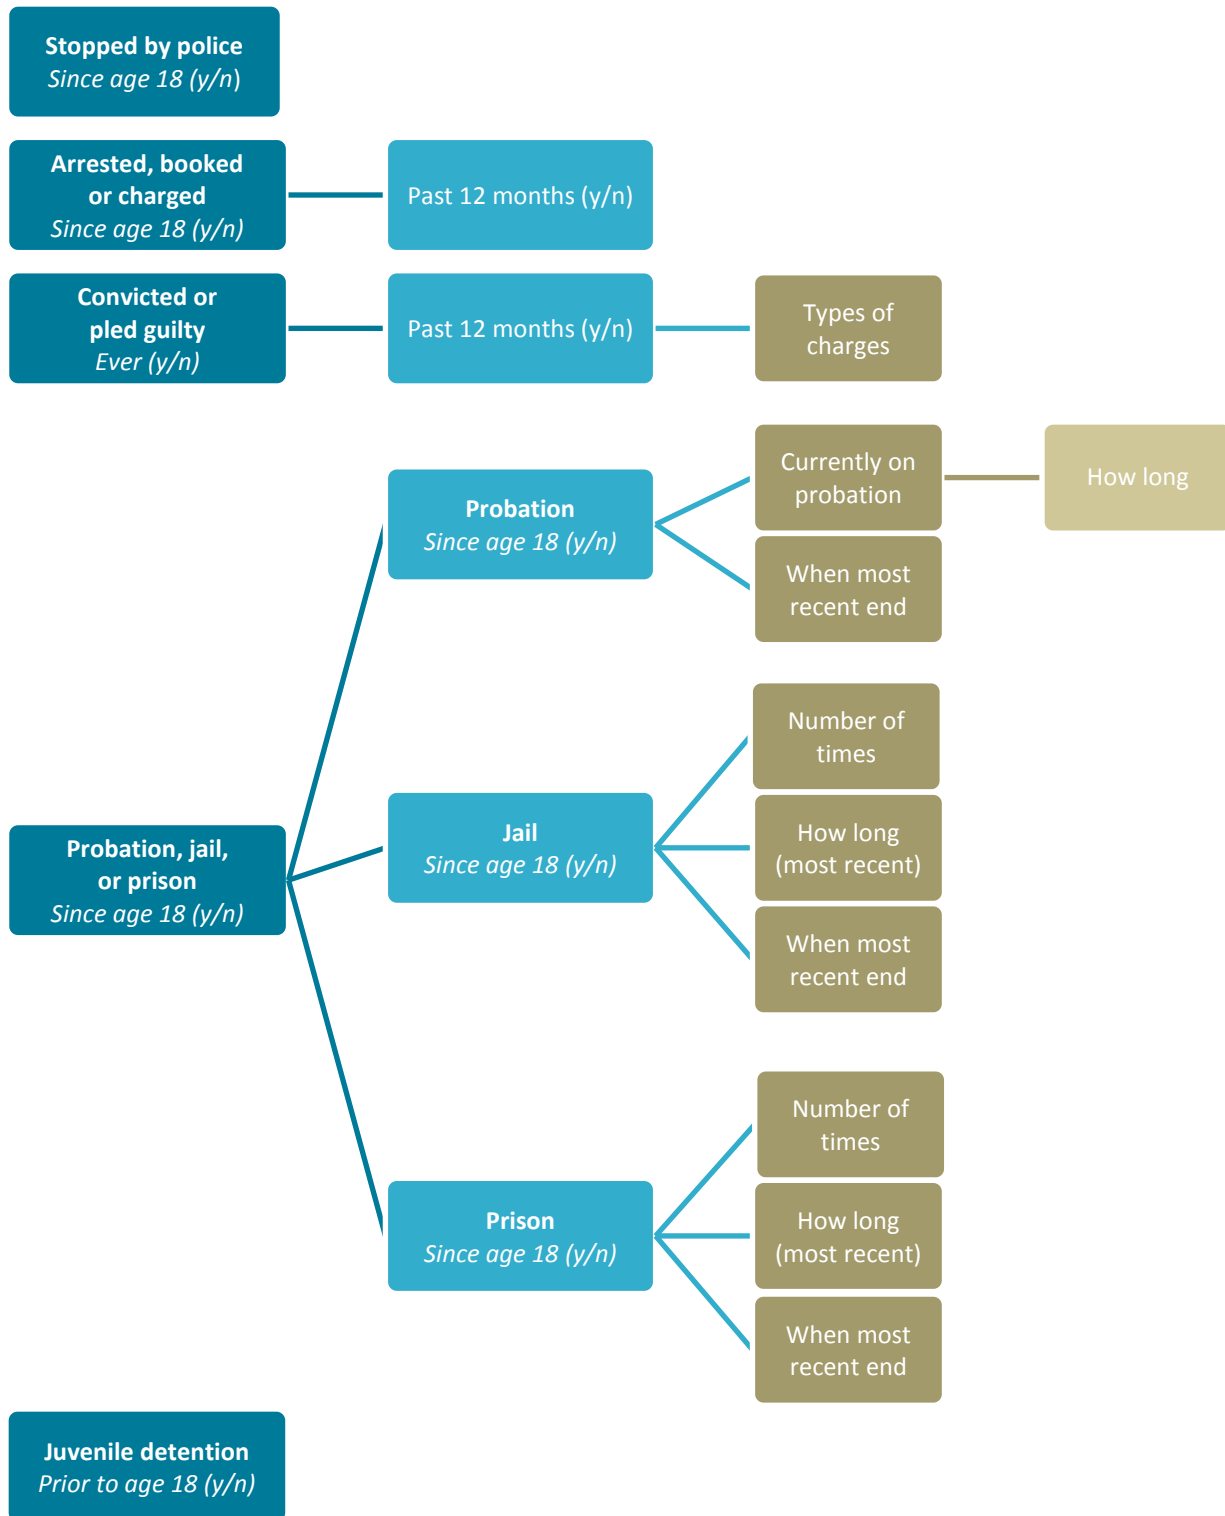 Stopped by police
Since age 18 (y/n)
Arrested, booked
or charged
Since age 18 (y/n)
Past 12 months (y/n)
Convicted or
pled guilty
Ever (y/n)
Past 12 months (y/n)
Types of
charges
Probation, jail,
or prison
Since age 18 (y/n)
Probation
Since age 18 (y/n)
Currently on
probation
How long
When most
recent end
Jail
Since age 18 (y/n)
Number of
times
How long
(most recent)
When most
recent end
Prison
Since age 18 (y/n)
Number of
times
How long
(most recent)
When most
recent end
Juvenile detention
Prior to age 18 (y/n)